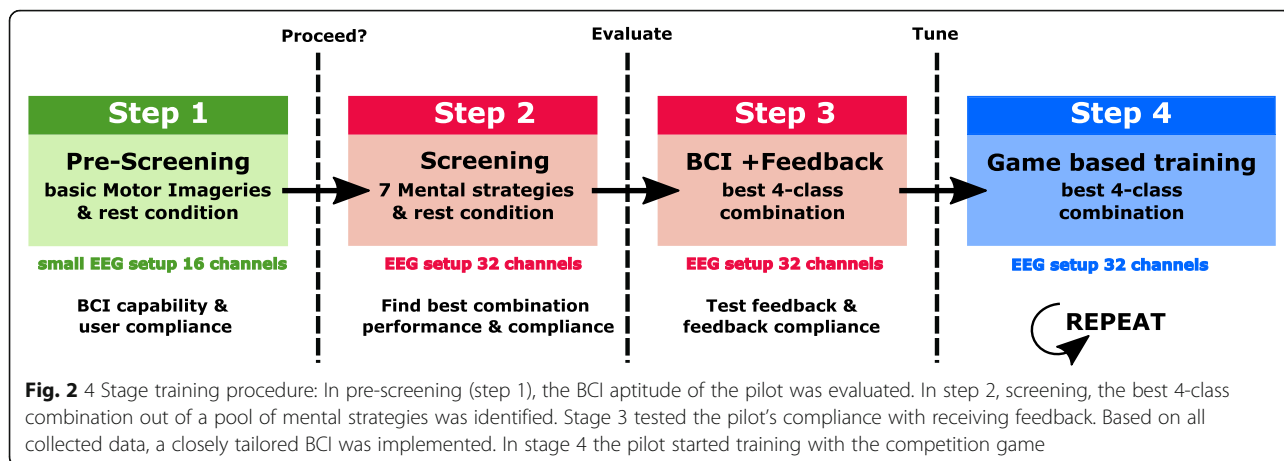 Proceed?
Evaluate
Tune
Step 1
Pre-Screening
basic Motor Imageries
& rest condition
small EEG setup 16 channels
BCI capability &
user compliance
Step 2
Screening
7 Mental strategies
& rest condition
EEG setup 32 channels
Find best combination
performance & compliance
Step 3
BCI +Feedback
best 4-class
combination
EEG setup 32 channels
Test feedback &
feedback compliance
Step 4
Game based training
best 4-class
combination
EEG setup 32 channels
REPEAT
Fig. 2 4 Stage training procedure: In pre-screening (step 1), the BCI aptitude of the pilot was evaluated. In step 2, screening, the best 4-class
combination out of a pool of mental strategies was identified. Stage 3 tested the pilot's compliance with receiving feedback. Based on all
collected data, a closely tailored BCI was implemented. In stage 4 the pilot started training with the competition game